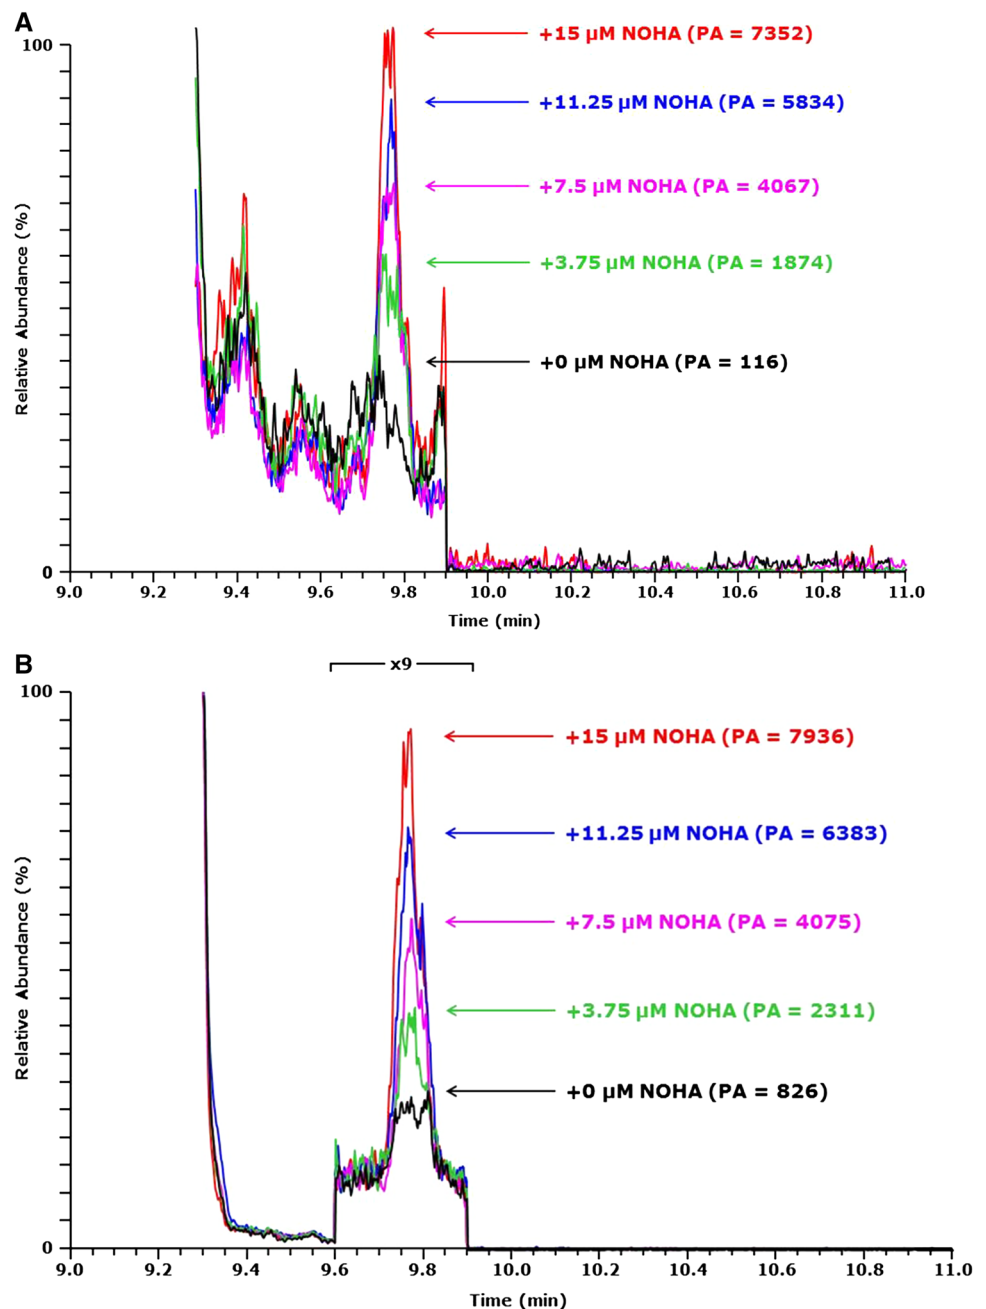 A
100
+15 µM NOHA (PA = 7352)
+11.25 µM NOHA (PA = 5834)
+7.5 µM NOHA (PA = 4067)
+3.75 µM NOHA (PA = 1874)
+0 µM NOHA (PA = 116)
Relative Abundance (%)
0
9.0 9.2 9.4 9.6 9.8 10.0 10.2 10.4 10.6 10.8 11.0
Time (min)
B
x9
100
+15 µM NOHA (PA = 7936)
+11.25 µM NOHA (PA = 6383)
+7.5 µM NOHA (PA = 4075)
+3.75 µM NOHA (PA = 2311)
+0 µM NOHA (PA = 826)
Relative Abundance (%)
0
9.0 9.2 9.4 9.6 9.8 10.0 10.2 10.4 10.6 10.8 11.0
Time (min)